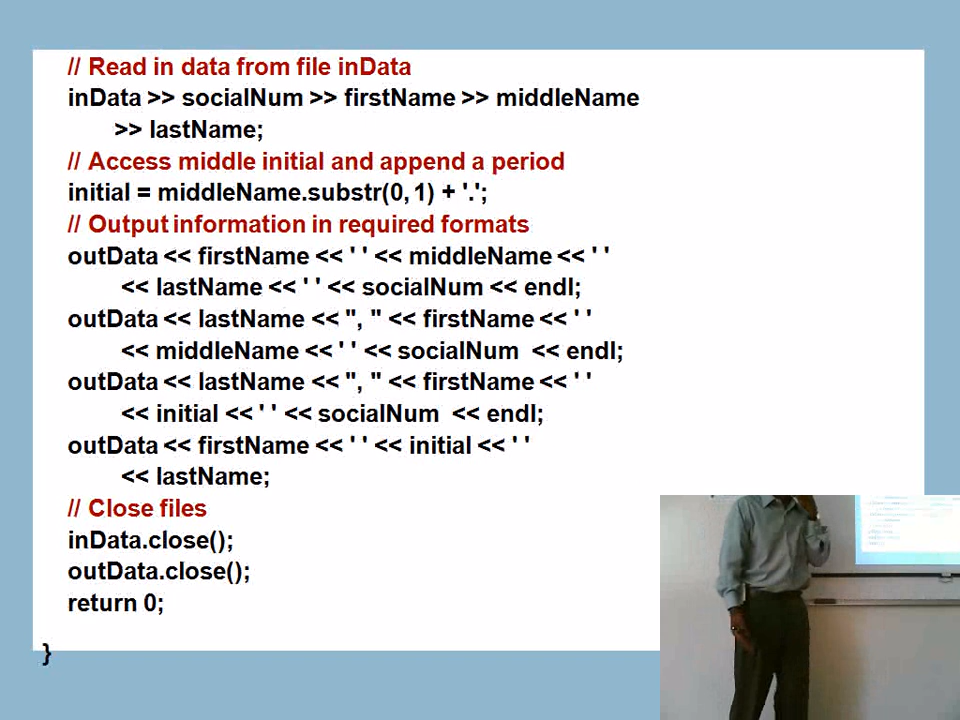 // Read in data from file inData
inData >> socialNum >> firstName >> middleName
>> lastName;
// Access middle initial and append a period
initial = middleName.substr(0, 1) + '.';
// Output information in required formats
outData << firstName << ' ' << middleName << ' '
<< lastName << ' ' << socialNum << endl;
outData << lastName << ", " << firstName << ' '
<< middleName << ' ' << socialNum << endl;
outData << lastName << ", " << firstName << ' '
<< initial << ' ' << socialNum << endl;
outData << firstName << ' ' << initial << ' '
<< lastName;
// Close files
inData.close();
outData.close();
return 0;
}